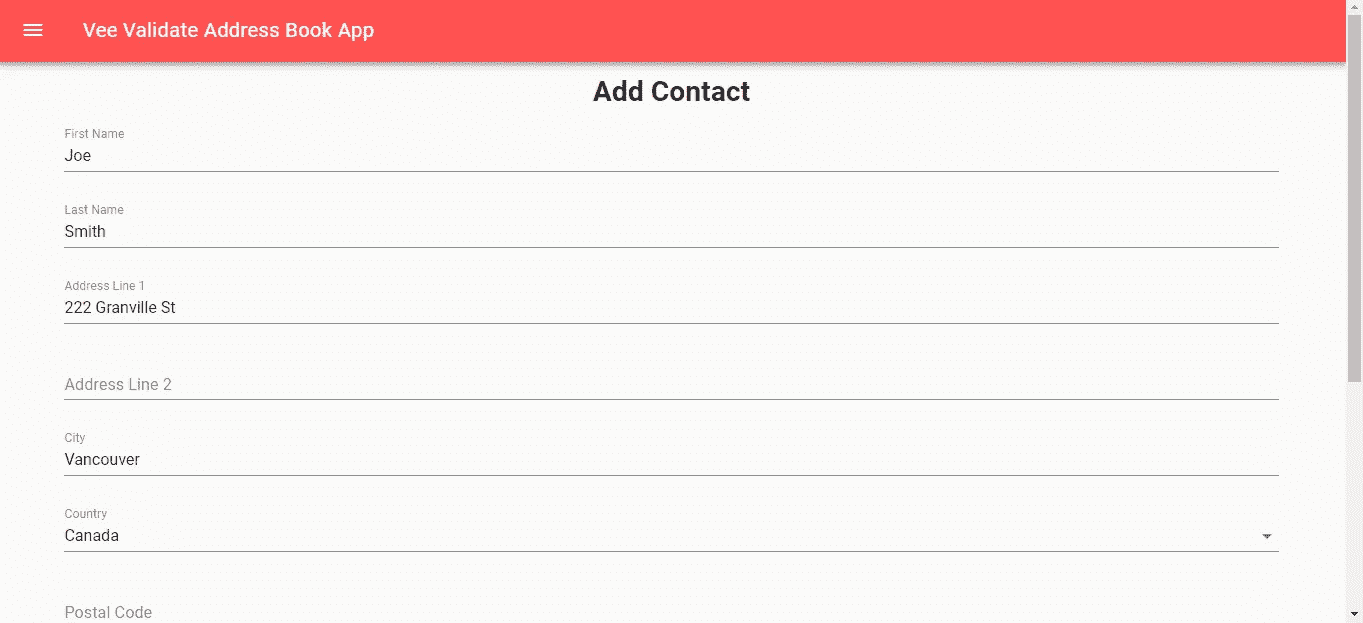 Vee Validate Address Book App
Add Contact
First Name
Joe
Last Name
Smith
Address Line 1
222 Granville St
Address Line 2
City
Vancouver
Country
Canada
Postal Code